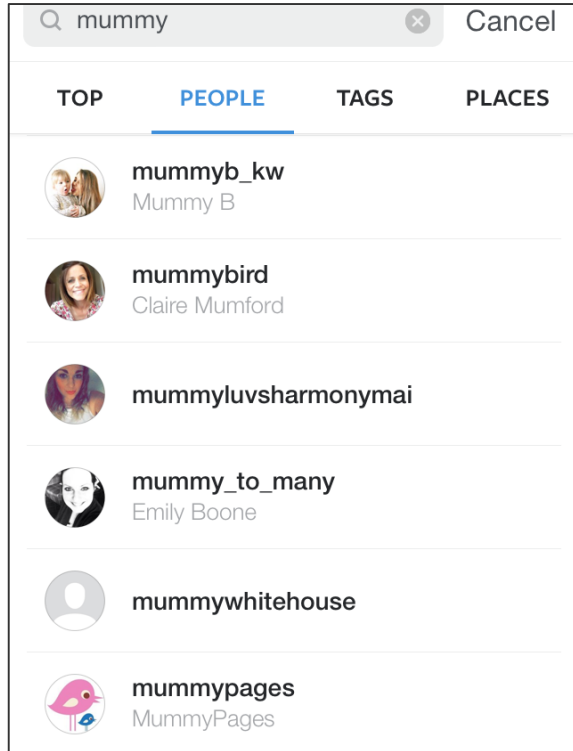 mummy Cancel
TOP PEOPLE TAGS PLACES
mummyb_kw
Mummy B
mummybird
Claire Mumford
mummyluvsharmonymai
mummy_to_many
Emily Boone
mummywhitehouse
mummypages
MummyPages